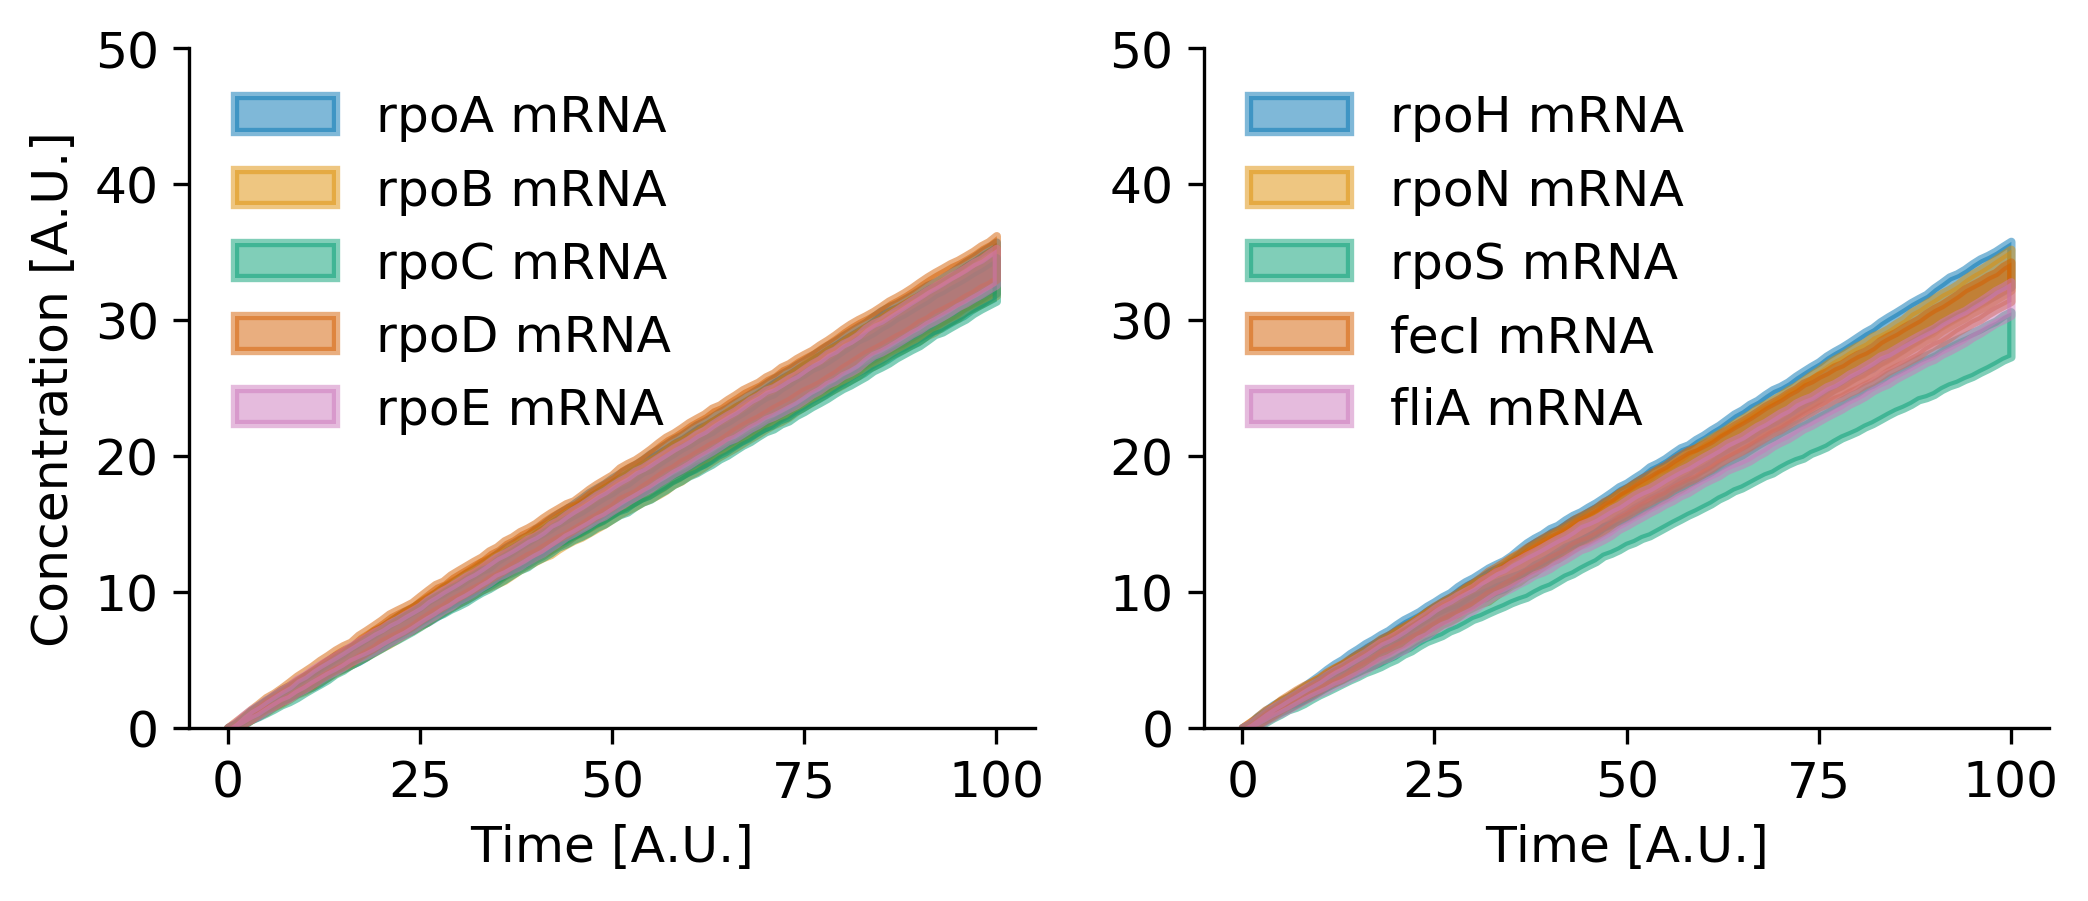 Concentration [A.U.]
50
40
30
20
10
0
rpoA mRNA
rpoB mRNA
rpoC mRNA
rpoD mRNA
rpoE mRNA
0 25 50 75 100
Time [A.U.]
50
40
30
20
10
0
rpoH mRNA
rpoN mRNA
rpoS mRNA
fecI mRNA
fliA mRNA
0 25 50 75 100
Time [A.U.]